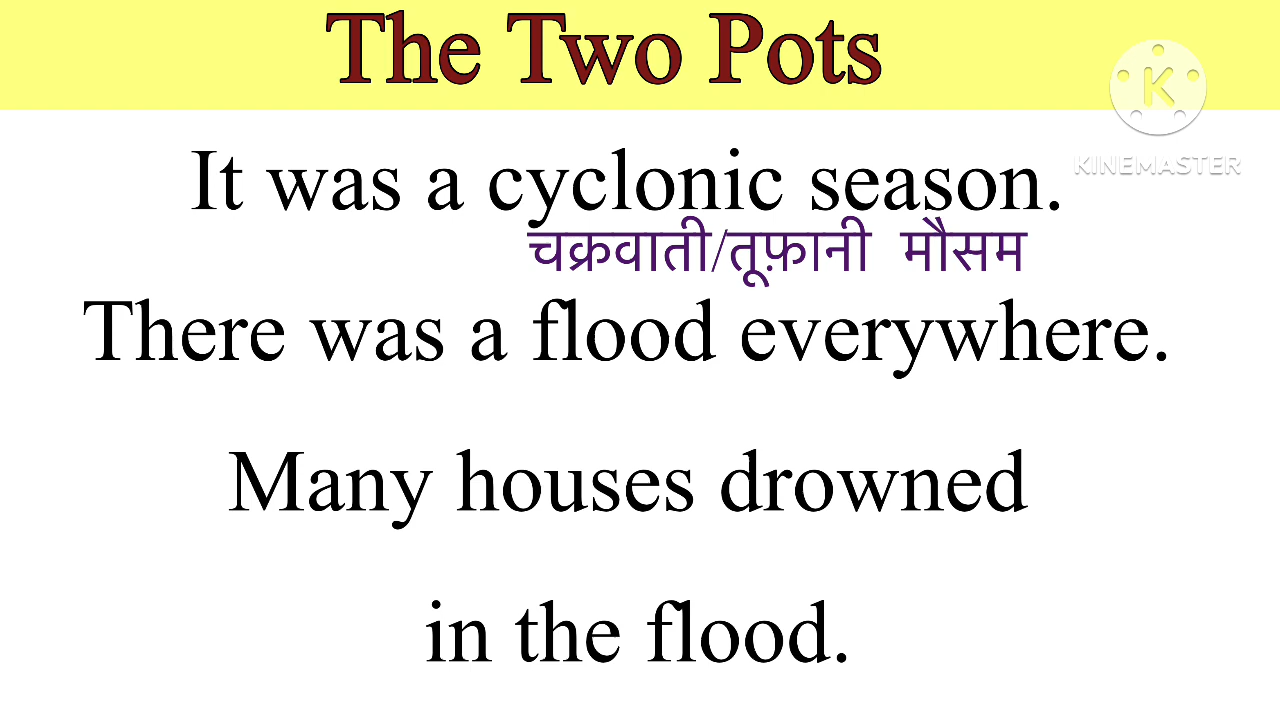 The Two Pots
K
KINEMASTER
It was a cyclonic season.
चक्रवाती/तूफ़ानी मौसम
There was a flood everywhere.
Many houses drowned
in the flood.